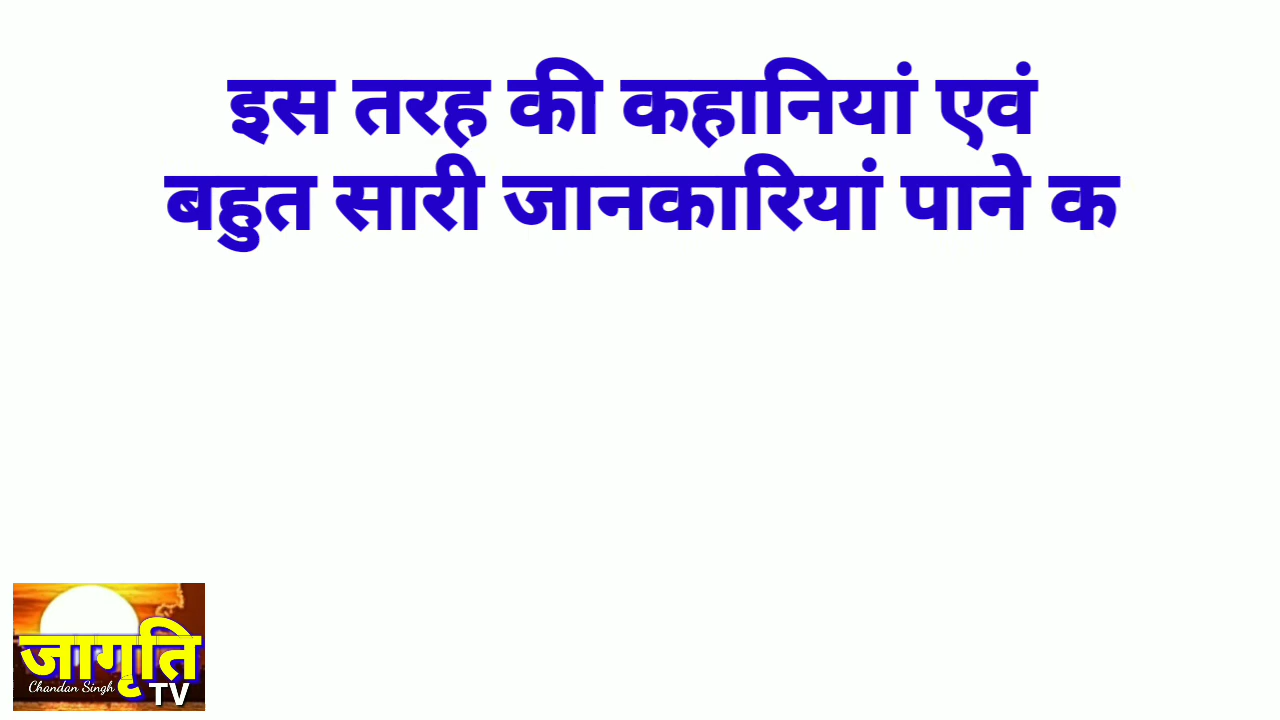 इस तरह की कहानियां एवं
बहुत सारी जानकारियां पाने क
जागृति
Chandan Singh
TV